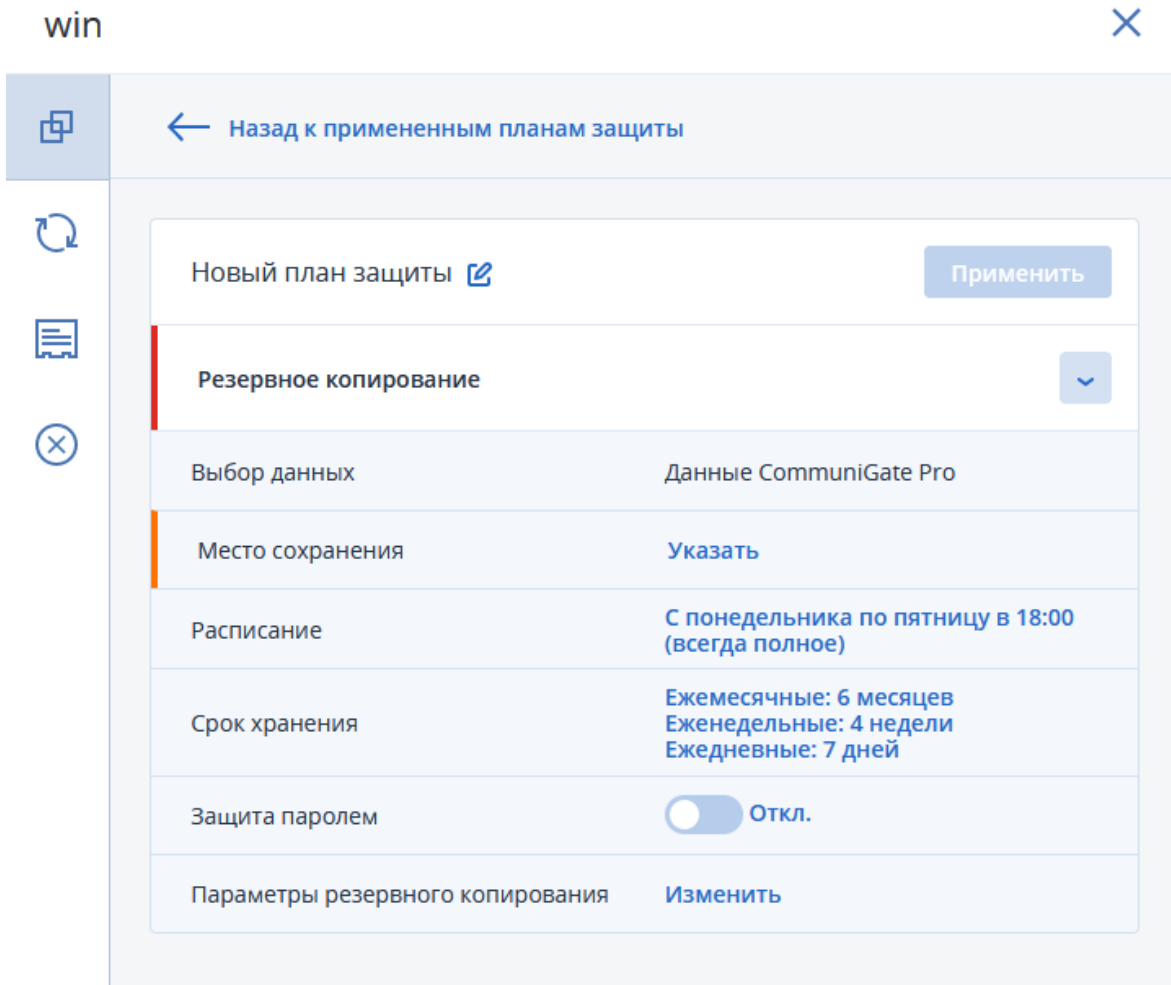 win
Назад к примененным планам защиты
Новый план защиты
Применить
Резервное копирование
Выбор данных
Данные CommuniGate Pro
Место сохранения
Указать
Расписание
С понедельника по пятницу в 18:00
(всегда полное)
Срок хранения
Ежемесячные: 6 месяцев
Еженедельные: 4 недели
Ежедневные: 7 дней
Защита паролем
Откл.
Параметры резервного копирования
Изменить